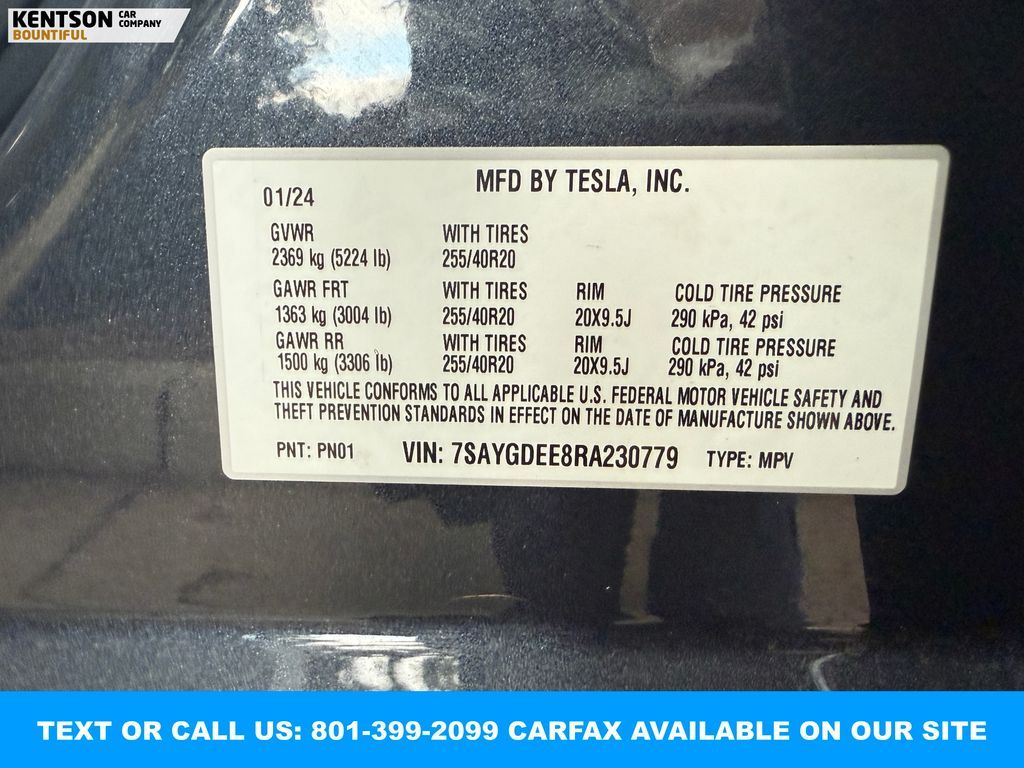 KENTSON CAR COMPANY
BOUNTIFUL
MFD BY TESLA, INC.
01/24
GVWR WITH TIRES
2369 kg (5224 lb) 255/40R20
GAWR FRT WITH TIRES RIM COLD TIRE PRESSURE
1363 kg (3004 lb) 255/40R20 20X9.5J 290 kPa, 42 psi
GAWR RR WITH TIRES RIM COLD TIRE PRESSURE
1500 kg (3306 lb) 255/40R20 20X9.5J 290 kPa, 42 psi
THIS VEHICLE CONFORMS TO ALL APPLICABLE U.S. FEDERAL MOTOR VEHICLE SAFETY AND
THEFT PREVENTION STANDARDS IN EFFECT ON THE DATE OF MANUFACTURE SHOWN ABOVE.
PNT: PN01 VIN: 7SAYGDEE8RA230779 TYPE: MPV
TEXT OR CALL US: 801-399-2099 CARFAX AVAILABLE ON OUR SITE